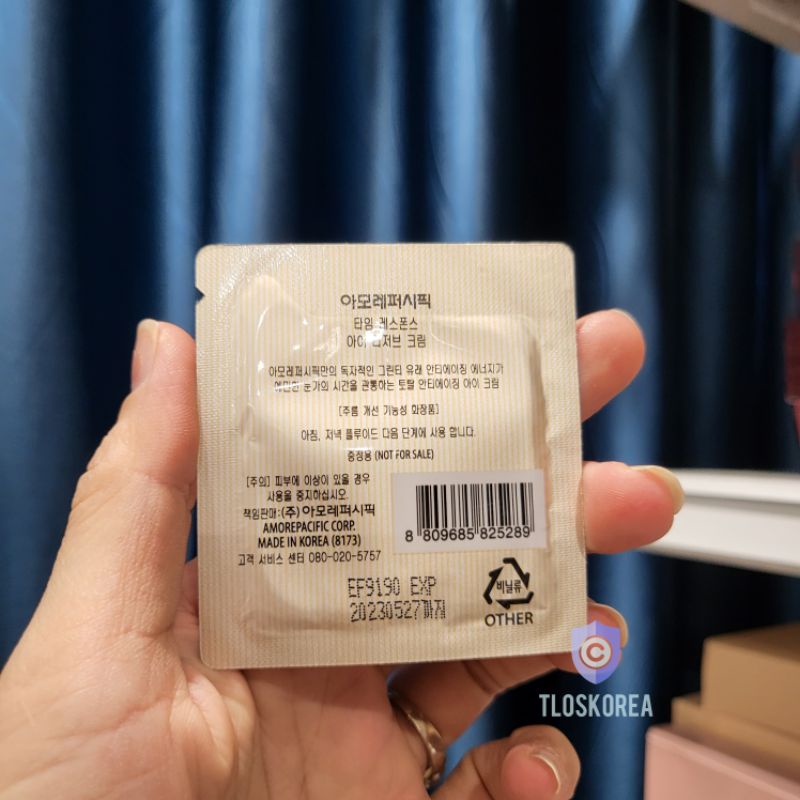 아모레퍼시픽
타임 레스폰스
아이 리저브 크림
아모레퍼시픽만의 독자적인 그린티 유래 안티에이징 에너지가
예민한 눈가의 시간을 관통하는 토탈 안티에이징 아이 크림
[주름 개선 기능성 화장품]
아침, 저녁 플루이드 다음 단계에 사용 합니다.
증정용 (NOT FOR SALE)
[주의] 피부에 이상이 있을 경우
사용을 중지하십시오.
책임판매:(주)아모레퍼시픽
AMOREPACIFIC CORP.
MADE IN KOREA (8173)
고객 서비스 센터 080-020-5757
8 809685 825289
EF9190 EXP
20230527까지
비닐류
OTHER
C
TLOSKOREA